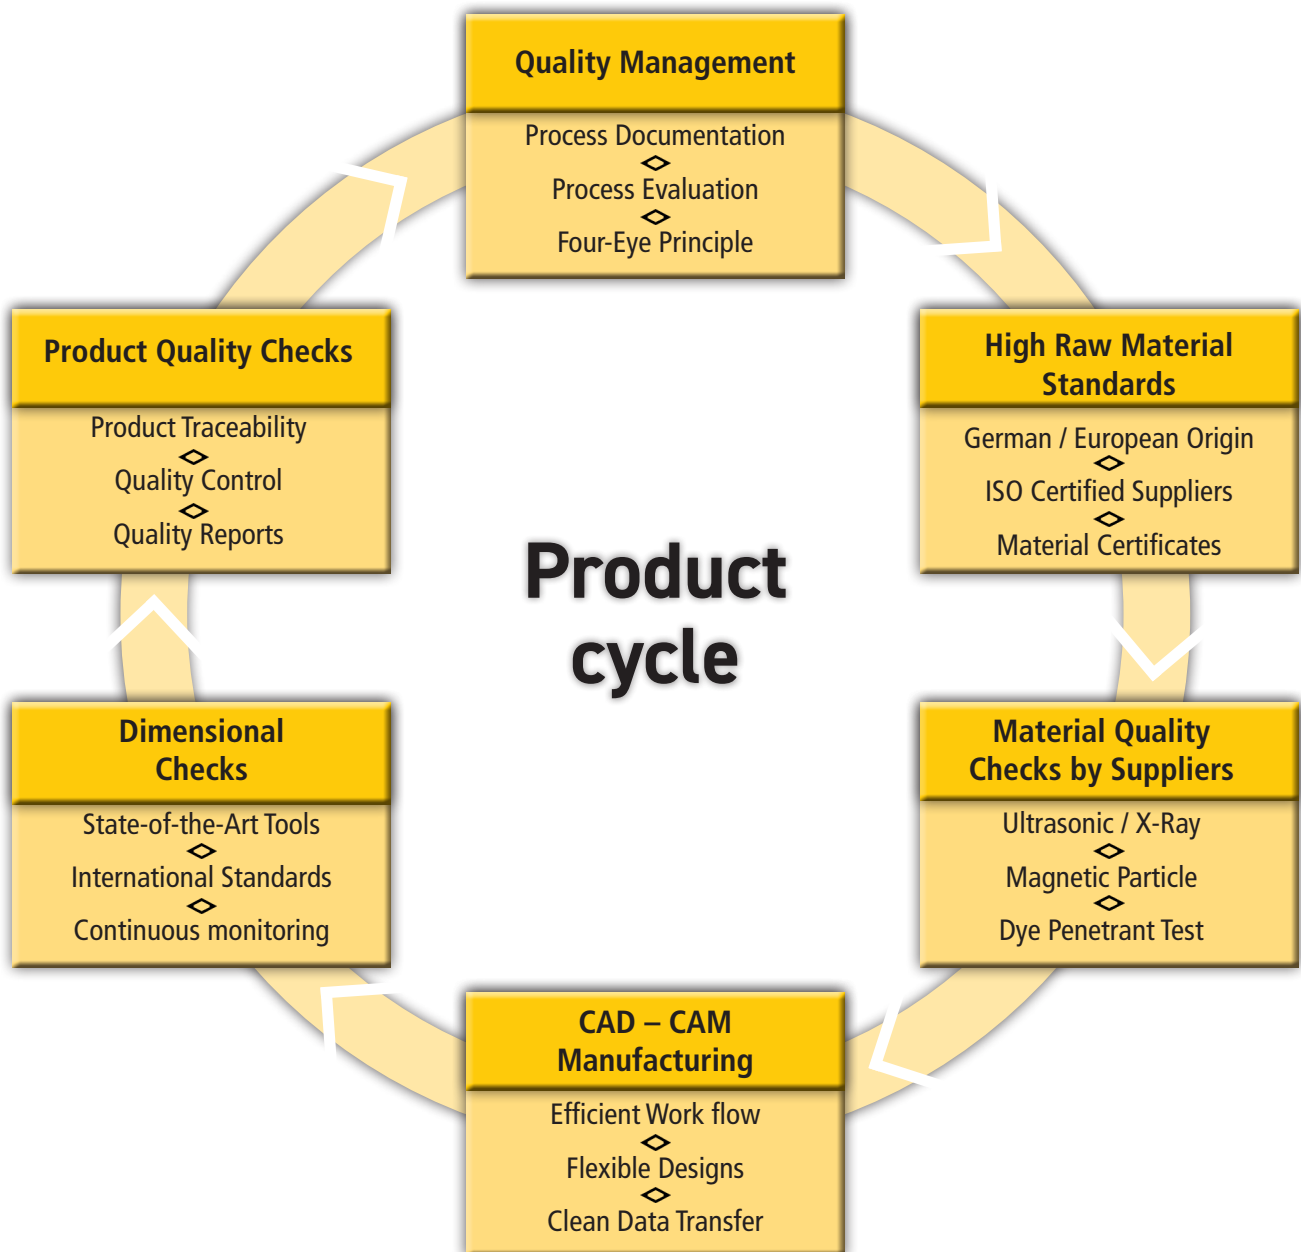 Quality Management
Process Documentation
Process Evaluation
Four-Eye Principle
High Raw Material
Standards
German / European Origin
ISO Certified Suppliers
Material Certificates
Material Quality
Checks by Suppliers
Ultrasonic / X-Ray
Magnetic Particle
Dye Penetrant Test
CAD – CAM
Manufacturing
Efficient Work flow
Flexible Designs
Clean Data Transfer
Dimensional
Checks
State-of-the-Art Tools
International Standards
Continuous monitoring
Product Quality Checks
Product Traceability
Quality Control
Quality Reports
Product
cycle